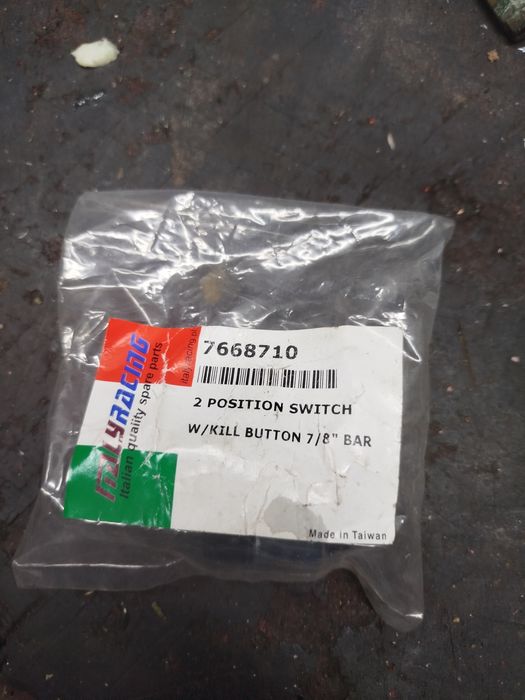 ITALYRACING
Italian quality spare parts
7668710
2 POSITION SWITCH
W/KILL BUTTON 7/8" BAR
Made in Taiwan